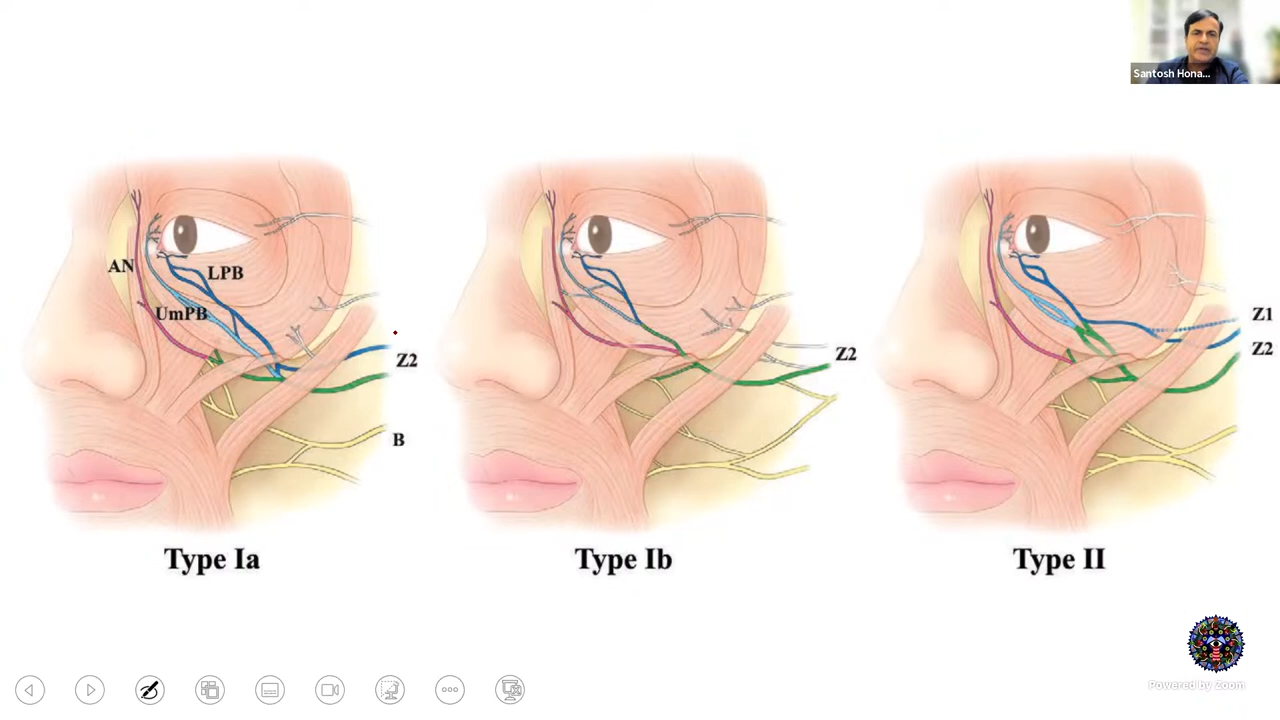 Santosh Hona...
AN
LPB
UmPB
Z2
B
Z2
Z1
Z2
Type Ia
Type Ib
Type II
Powered by Zoom